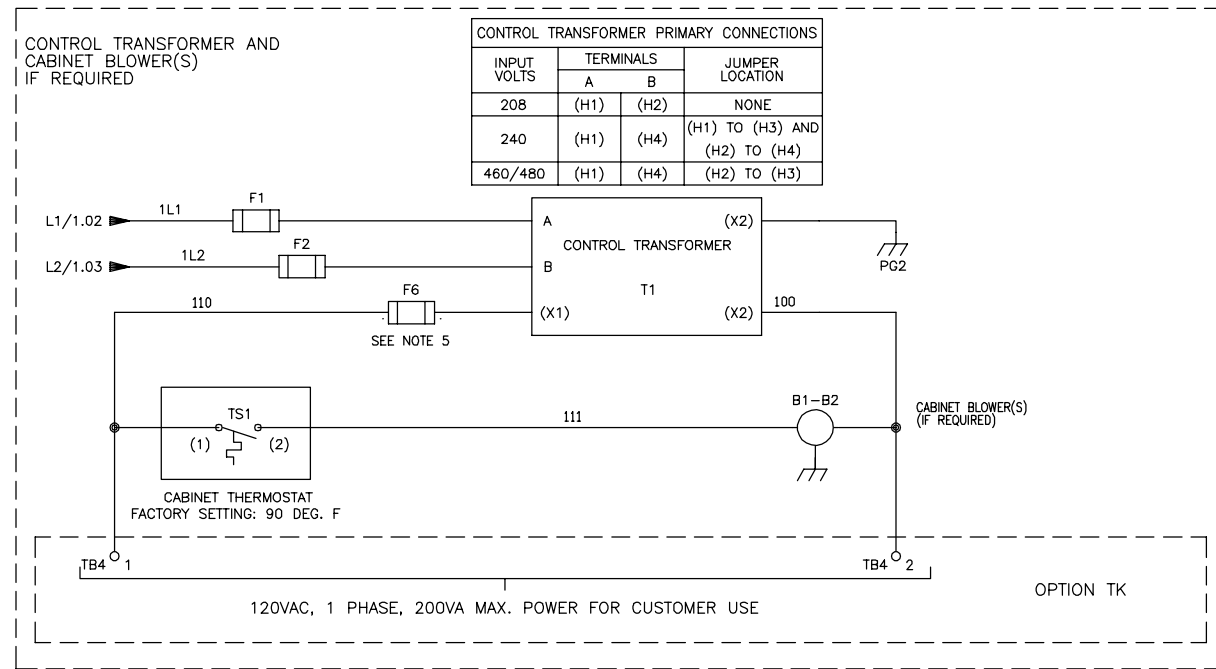 CONTROL TRANSFORMER AND
CABINET BLOWER(S)
IF REQUIRED
CONTROL TRANSFORMER PRIMARY CONNECTIONS
INPUT VOLTS TERMINALS JUMPER LOCATION
A B
208 (H1) (H2) NONE
240 (H1) (H4) (H1) TO (H3) AND
(H2) TO (H4)
460/480 (H1) (H4) (H2) TO (H3)
L1/1.02 1L1 F1 A (X2)
CONTROL TRANSFORMER
L2/1.03 1L2 F2 B
PG2
T1
110 F6 (X1) (X2) 100
SEE NOTE 5
TS1
(1) (2)
111
B1-B2
CABINET BLOWER(S)
(IF REQUIRED)
CABINET THERMOSTAT
FACTORY SETTING: 90 DEG. F
TB4 1
TB4 2
OPTION TK
120VAC, 1 PHASE, 200VA MAX. POWER FOR CUSTOMER USE